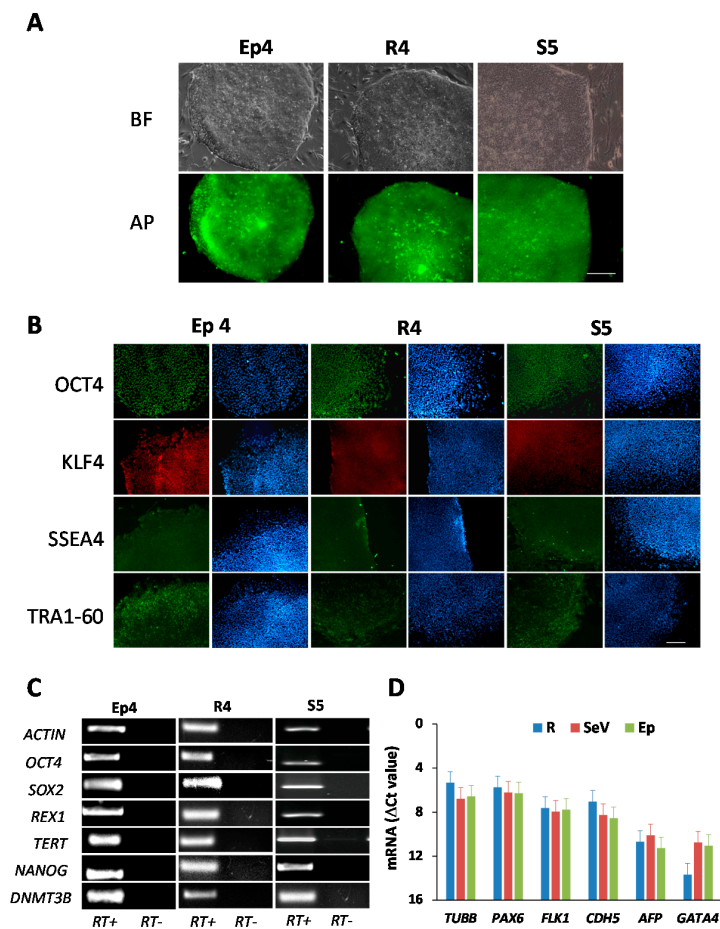 A
Ep4 R4 S5
BF
AP
B
Ep 4 R4 S5
OCT4
KLF4
SSEA4
TRA1-60
C
Ep4 R4 S5
ACTIN
OCT4
SOX2
REX1
TERT
NANOG
DNMT3B
RT+ RT- RT+ RT- RT+ RT-
D
R SeV Ep
mRNA (ΔCt value)
0
4
8
12
16
TUBB PAX6 FLK1 CDH5 AFP GATA4